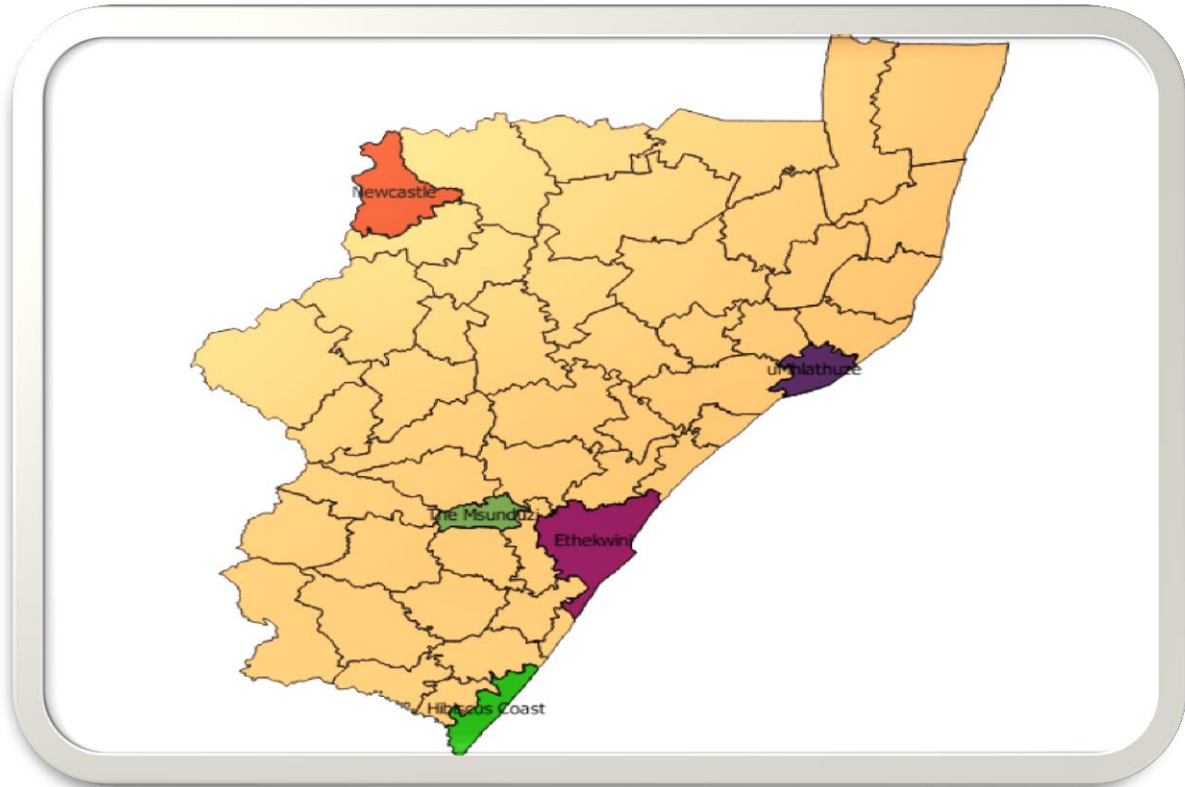 Newcastle
uMhlathuze
The Msunduzi
Ethekwini
Hibiscus Coast